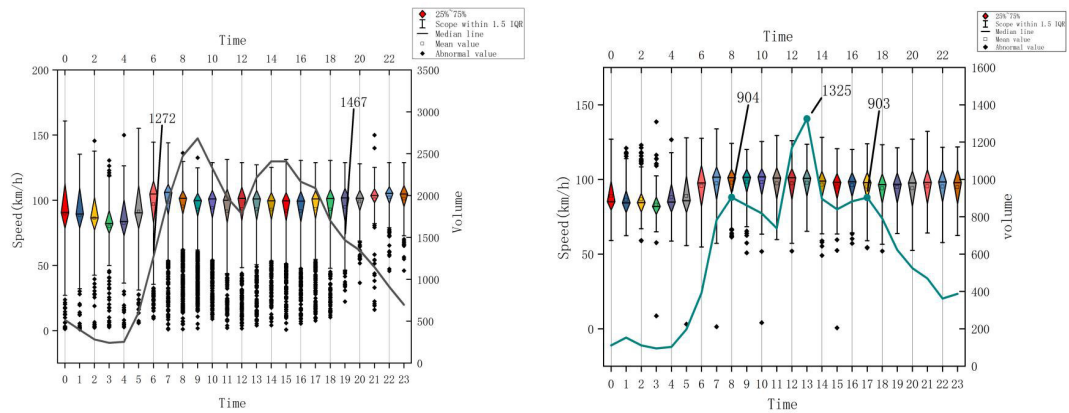 25%~75%
Scope within 1.5 IQR
Median line
Mean value
Abnormal value
Time
0 2 4 6 8 10 12 14 16 18 20 22
200
150
100
50
0
Speed(km/h)
3500
3000
2500
2000
1500
1000
500
0
Volume
1272
1467
0 1 2 3 4 5 6 7 8 9 10 11 12 13 14 15 16 17 18 19 20 21 22 23
Time
25%~75%
Scope within 1.5 IQR
Median line
Mean value
Abnormal value
Time
0 2 4 6 8 10 12 14 16 18 20 22
150
100
50
0
Speed(km/h)
1600
1400
1200
1000
800
600
400
200
0
volume
904
1325
903
0 1 2 3 4 5 6 7 8 9 10 11 12 13 14 15 16 17 18 19 20 21 22 23
Time